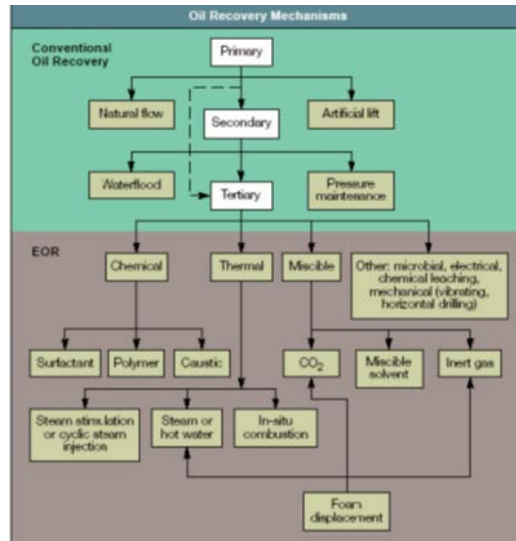 Oil Recovery Mechanisms
Conventional
Oil Recovery
Primary
Natural flow
Artificial lift
Secondary
Waterflood
Pressure
maintenance
Tertiary
EOR
Chemical
Thermal
Miscible
Other: microbial, electrical,
chemical leaching,
mechanical (vibrating,
horizontal drilling)
Surfactant
Polymer
Caustic
CO₂
Miscible
solvent
Inert gas
Steam stimulation
or cyclic steam
injection
Steam or
hot water
In-situ
combustion
Foam
displacement